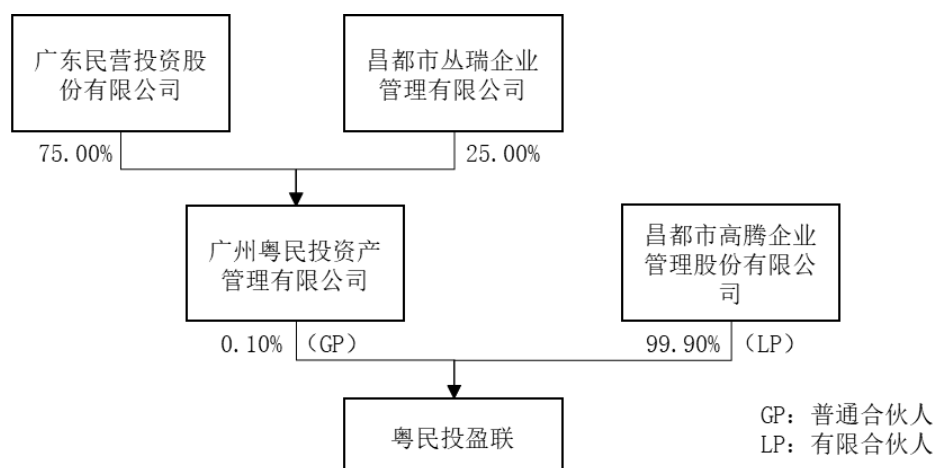 广东民营投资股
份有限公司
昌都市丛瑞企业
管理有限公司
75.00%
25.00%
广州粤民投资产
管理有限公司
昌都市高腾企业
管理股份有限公
司
0.10%（GP）
99.90%（LP）
粤民投盈联
GP：普通合伙人
LP：有限合伙人